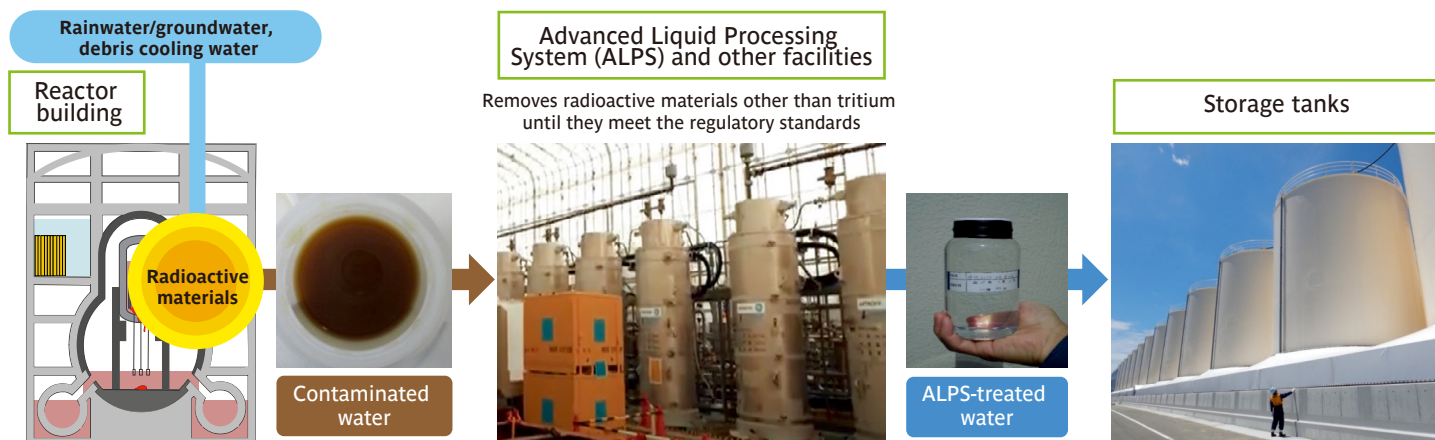 Rainwater/groundwater,
debris cooling water
Reactor
building
Radioactive
materials
Contaminated
water
Advanced Liquid Processing
System (ALPS) and other facilities
Removes radioactive materials other than tritium
until they meet the regulatory standards
ALPS-treated
water
Storage tanks